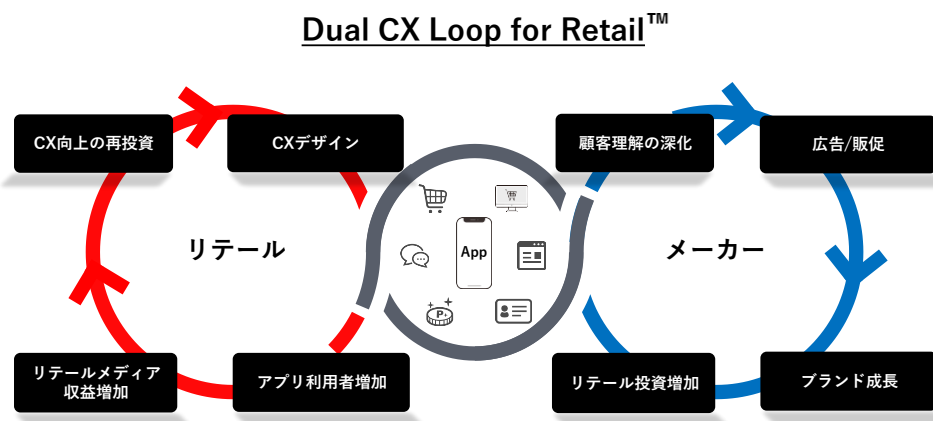 Dual CX Loop for Retail™
CX向上の再投資
CXデザイン
顧客理解の深化
広告/販促
リテール
App
メーカー
P
リテールメディア
収益増加
アプリ利用者増加
リテール投資増加
ブランド成長